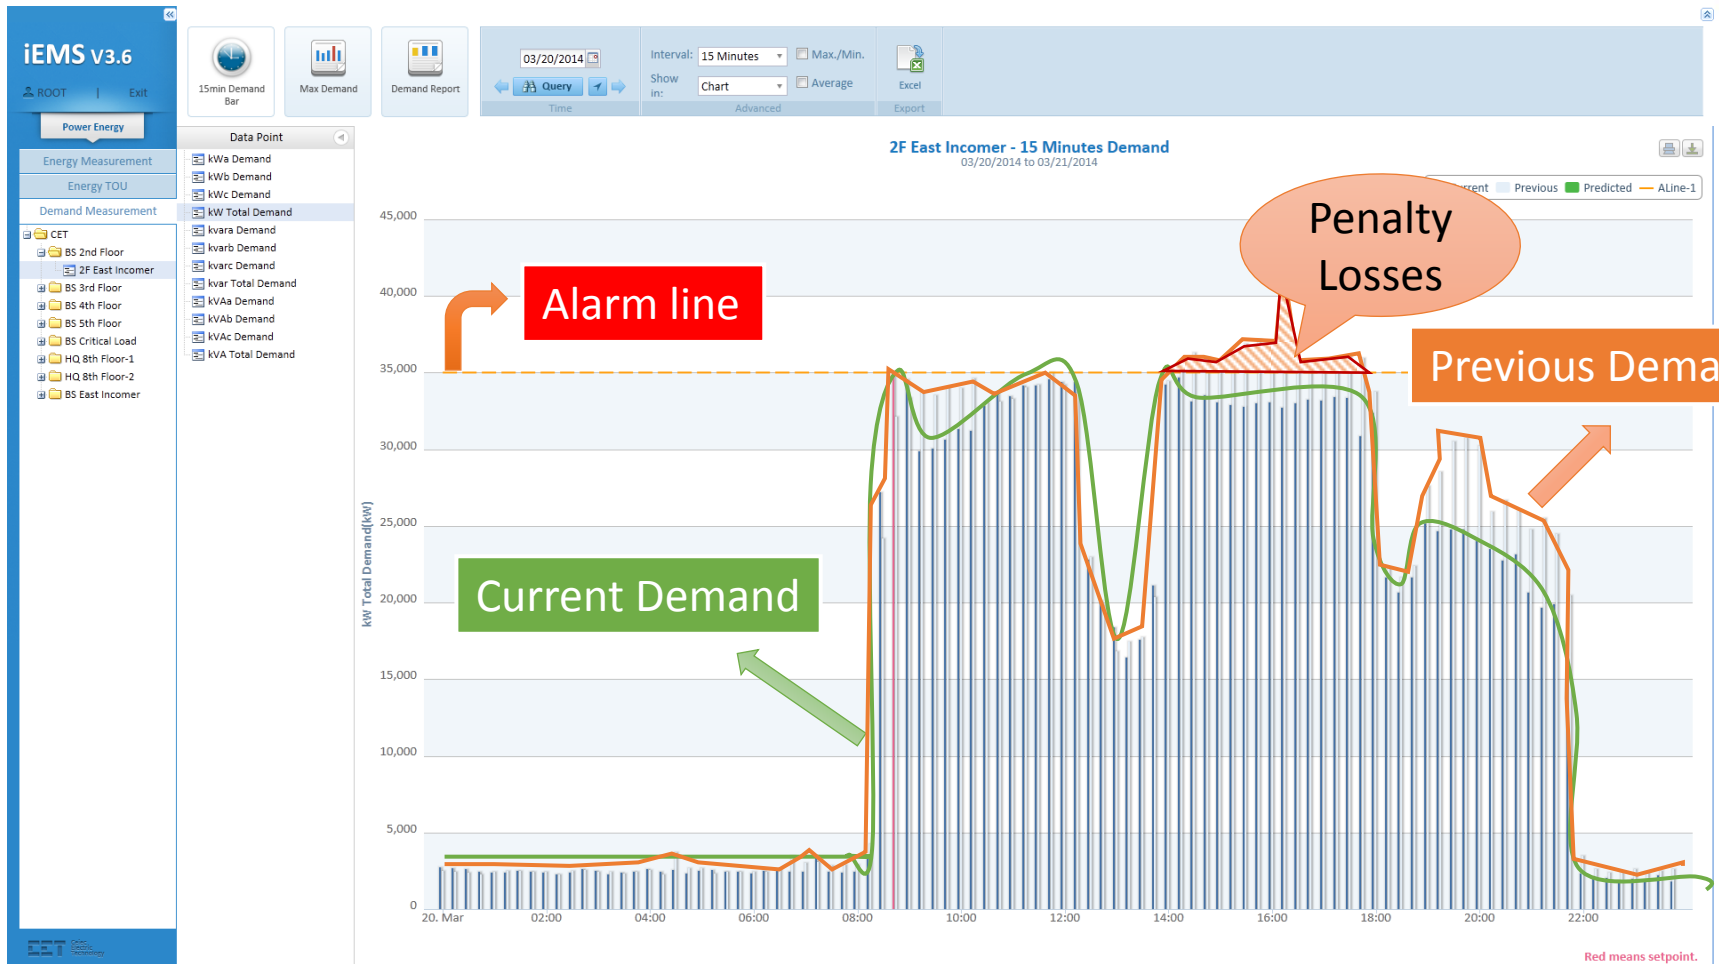 iEMS V3.6
ROOT | Exit
Power Energy
Energy Measurement
Energy TOU
Demand Measurement
CET
BS 2nd Floor
2F East Incomer
BS 3rd Floor
BS 4th Floor
BS 5th Floor
BS Critical Load
HQ 8th Floor-1
HQ 8th Floor-2
BS East Incomer
CET
15min Demand
Bar
Max Demand
Demand Report
03/20/2014
Query
Time
Interval: 15 Minutes Max./Min.
Show
in: Chart Average
Advanced
Excel
Export
Data Point
kWa Demand
kWb Demand
kWc Demand
kW Total Demand
kvara Demand
kvarb Demand
kvarc Demand
kvar Total Demand
kVAa Demand
kVAb Demand
kVAc Demand
kVA Total Demand
2F East Incomer - 15 Minutes Demand
03/20/2014 to 03/21/2014
rrent Previous Predicted ALine-1
Penalty
Losses
Alarm line
Previous Dema
Current Demand
kW Total Demand(kW)
45,000
40,000
35,000
30,000
25,000
20,000
15,000
10,000
5,000
0
20. Mar 02:00 04:00 06:00 08:00 10:00 12:00 14:00 16:00 18:00 20:00 22:00
Red means setpoint.